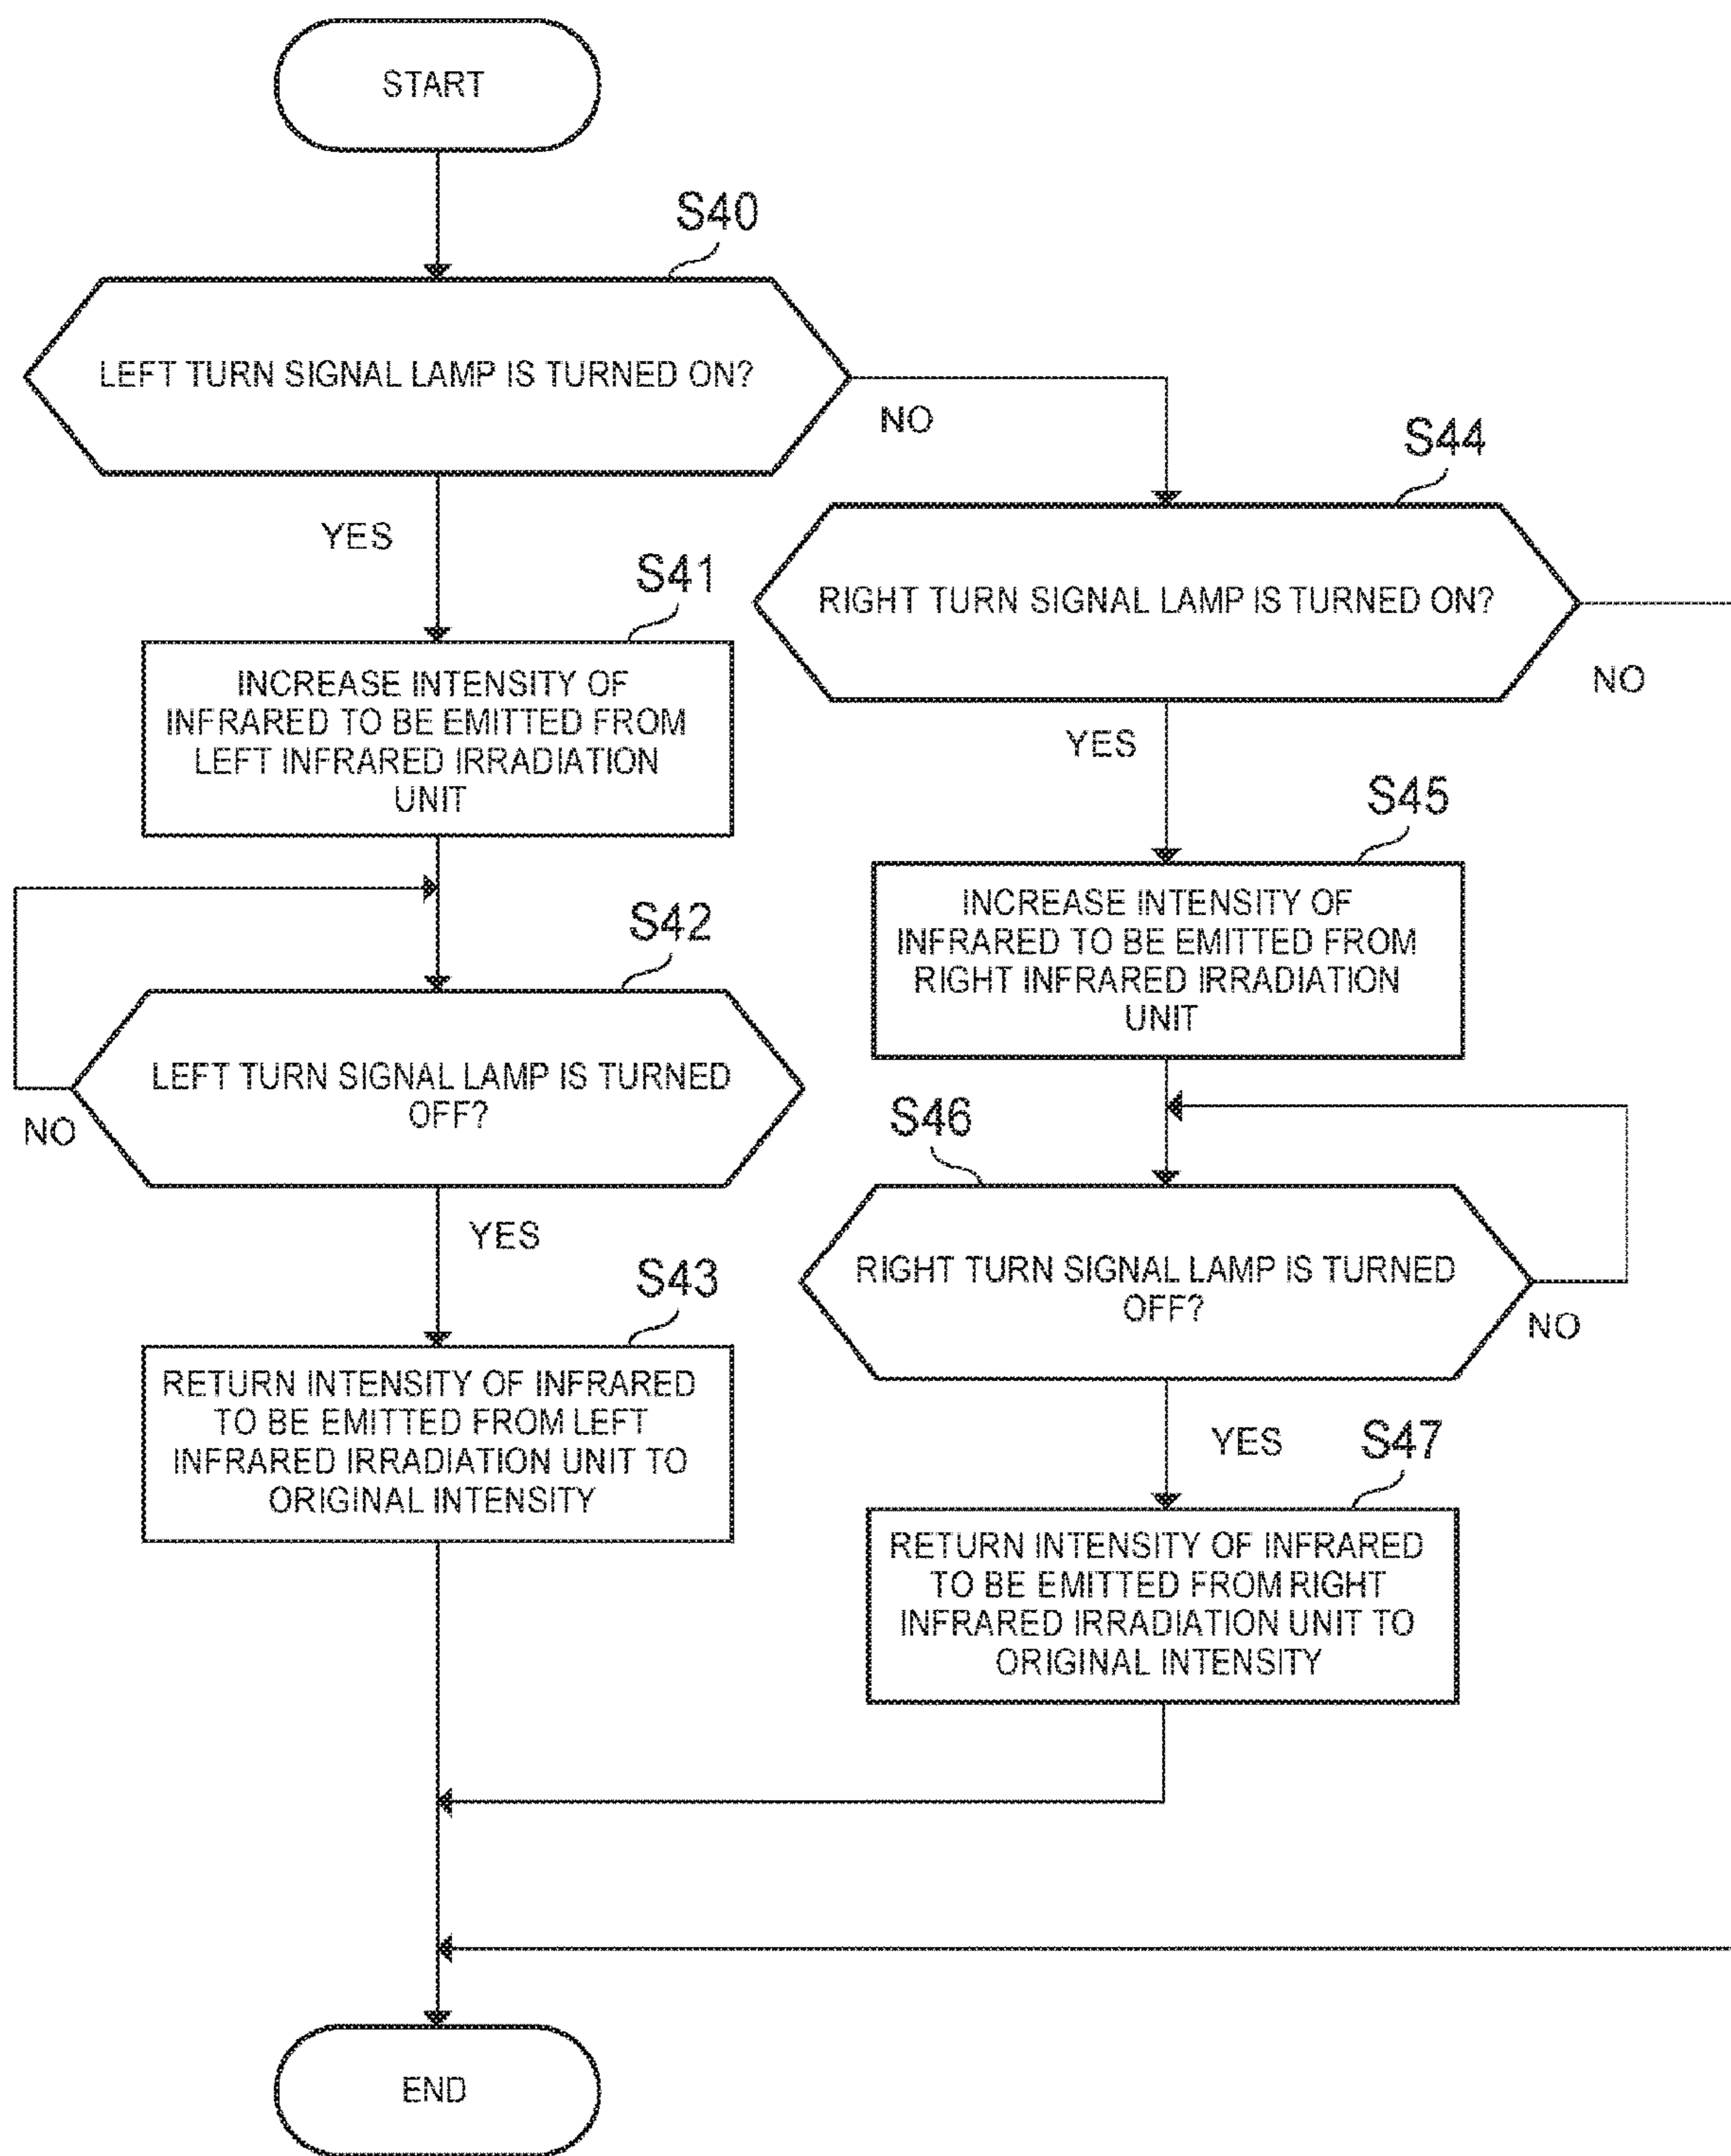 START
S40
LEFT TURN SIGNAL LAMP IS TURNED ON?
NO
YES
S41
INCREASE INTENSITY OF
INFRARED TO BE EMITTED FROM
LEFT INFRARED IRRADIATION
UNIT
S42
LEFT TURN SIGNAL LAMP IS TURNED
OFF?
NO
YES
S43
RETURN INTENSITY OF INFRARED
TO BE EMITTED FROM LEFT
INFRARED IRRADIATION UNIT TO
ORIGINAL INTENSITY
S44
RIGHT TURN SIGNAL LAMP IS TURNED ON?
NO
YES
S45
INCREASE INTENSITY OF
INFRARED TO BE EMITTED FROM
RIGHT INFRARED IRRADIATION
UNIT
S46
RIGHT TURN SIGNAL LAMP IS TURNED
OFF?
NO
YES
S47
RETURN INTENSITY OF INFRARED
TO BE EMITTED FROM RIGHT
INFRARED IRRADIATION UNIT TO
ORIGINAL INTENSITY
END